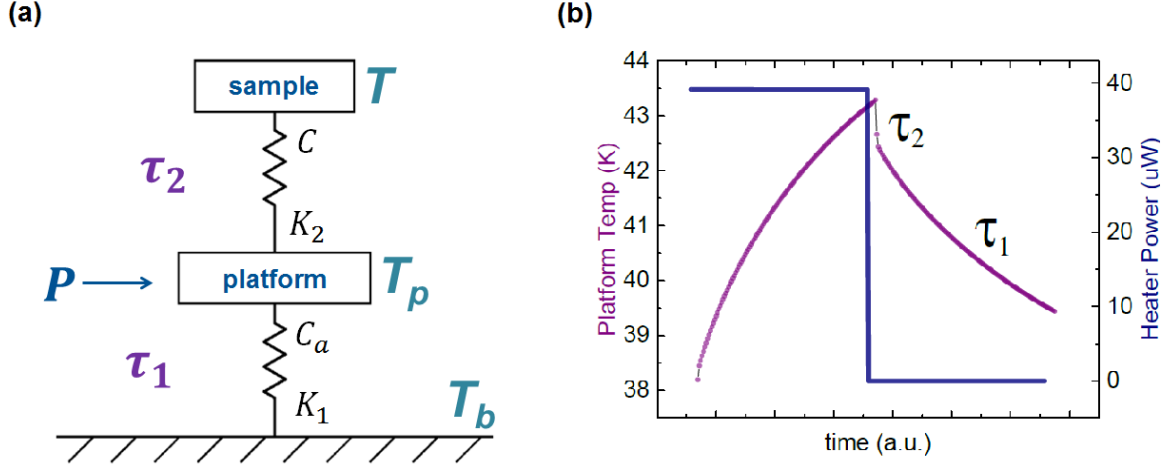 (a)
sample
T
C
τ2
K2
P
platform
Tp
Ca
τ1
K1
Tb
(b)
44
43
42
41
40
39
38
Platform Temp (K)
τ2
τ1
40
30
20
10
0
Heater Power (uW)
time (a.u.)